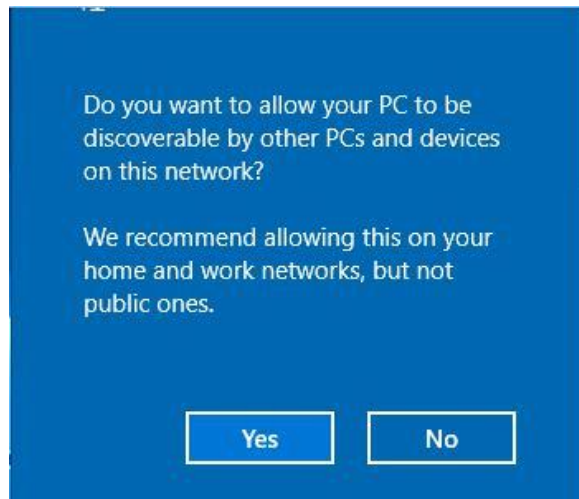 Do you want to allow your PC to be
discoverable by other PCs and devices
on this network?
We recommend allowing this on your
home and work networks, but not
public ones.
Yes
No